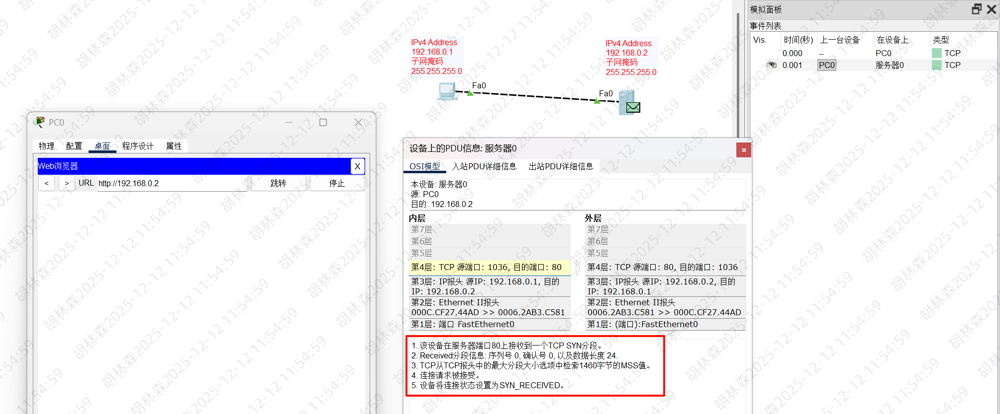 模拟面板
事件列表
Vis. 时间(秒) 上一台设备 在设备上 类型
0.000 -- PC0 TCP
0.001 PC0 服务器0 TCP
IPv4 Address
192.168.0.1
子网掩码
255.255.255.0
IPv4 Address
192.168.0.2
子网掩码
255.255.255.0
Fa0
Fa0
PC0
物理 配置 桌面 程序设计 属性
Web浏览器 X
< > URL http://192.168.0.2 跳转 停止
设备上的PDU信息: 服务器0
OSI模型 入站PDU详细信息 出站PDU详细信息
本设备: 服务器0
源: PC0
目的: 192.168.0.2
内层
第7层
第6层
第5层
第4层: TCP 源端口: 1036, 目的端口: 80
第3层: IP报头 源IP: 192.168.0.1, 目的
IP: 192.168.0.2
第2层: Ethernet II报头
000C.CF27.44AD >> 0006.2AB3.C581
第1层: 端口 FastEthernet0
外层
第7层
第6层
第5层
第4层: TCP 源端口: 80, 目的端口: 1036
第3层: IP报头 源IP: 192.168.0.2, 目的
IP: 192.168.0.1
第2层: Ethernet II报头
0006.2AB3.C581 >> 000C.CF27.44AD
第1层: (端口):FastEthernet0
1. 该设备在服务器端口80上接收到一个TCP SYN分段。
2. Received分段信息: 序列号 0, 确认号 0, 以及数据长度 24.
3. TCP从TCP报头中的最大分段大小选项中检索1460字节的MSS值。
4. 连接请求被接受。
5. 设备将连接状态设置为SYN_RECEIVED。
胡林森2025-12-12 11:54:59